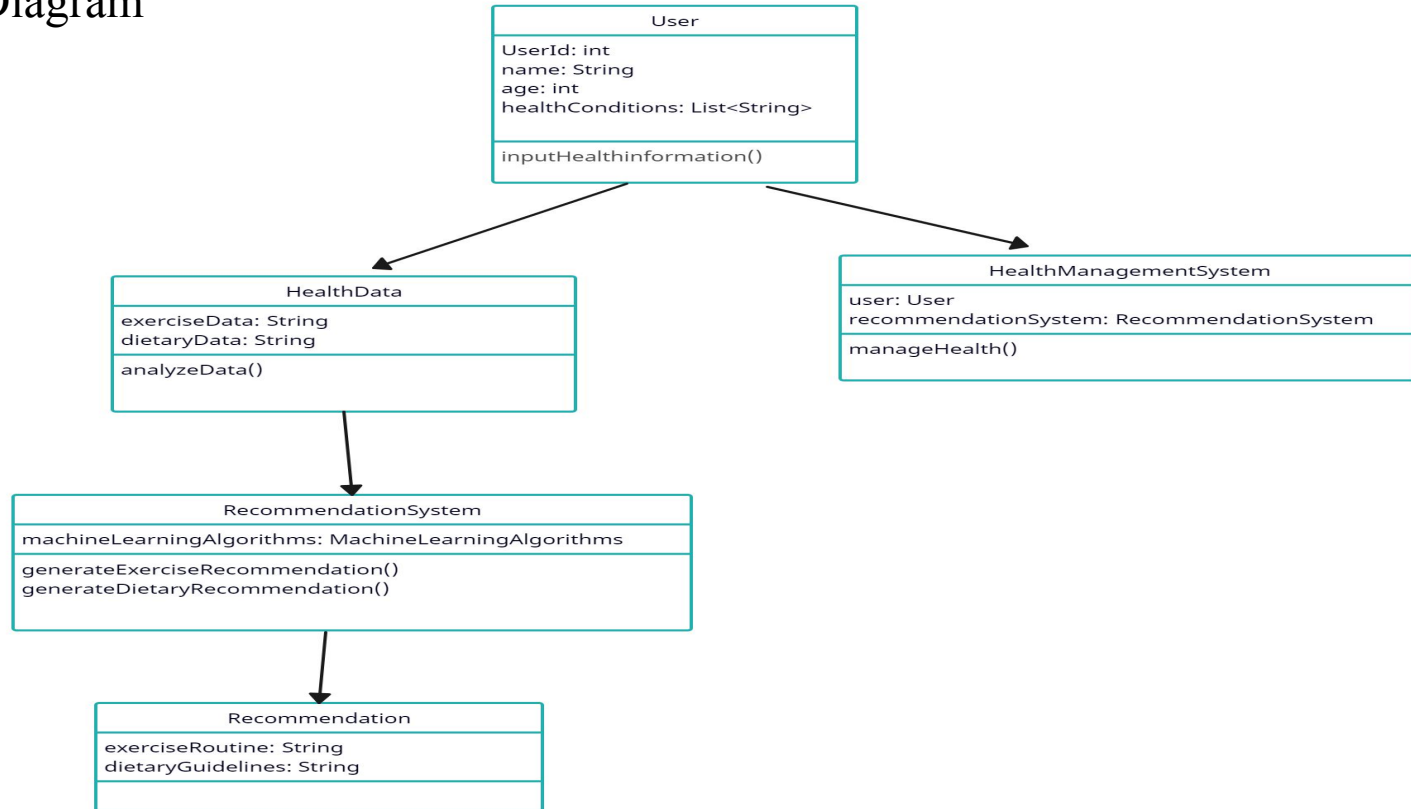 Diagram
User
UserId: int
name: String
age: int
healthConditions: List<String>
inputHealthinformation()
HealthData
exerciseData: String
dietaryData: String
analyzeData()
HealthManagementSystem
user: User
recommendationSystem: RecommendationSystem
manageHealth()
RecommendationSystem
machineLearningAlgorithms: MachineLearningAlgorithms
generateExerciseRecommendation()
generateDietaryRecommendation()
Recommendation
exerciseRoutine: String
dietaryGuidelines: String